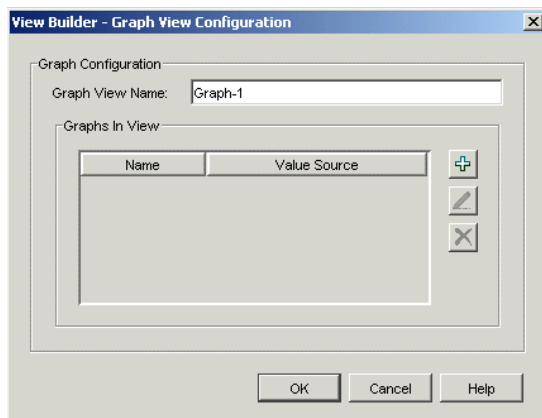 View Builder - Graph View Configuration
Graph Configuration
Graph View Name: Graph-1
Graphs In View
Name Value Source
OK Cancel Help